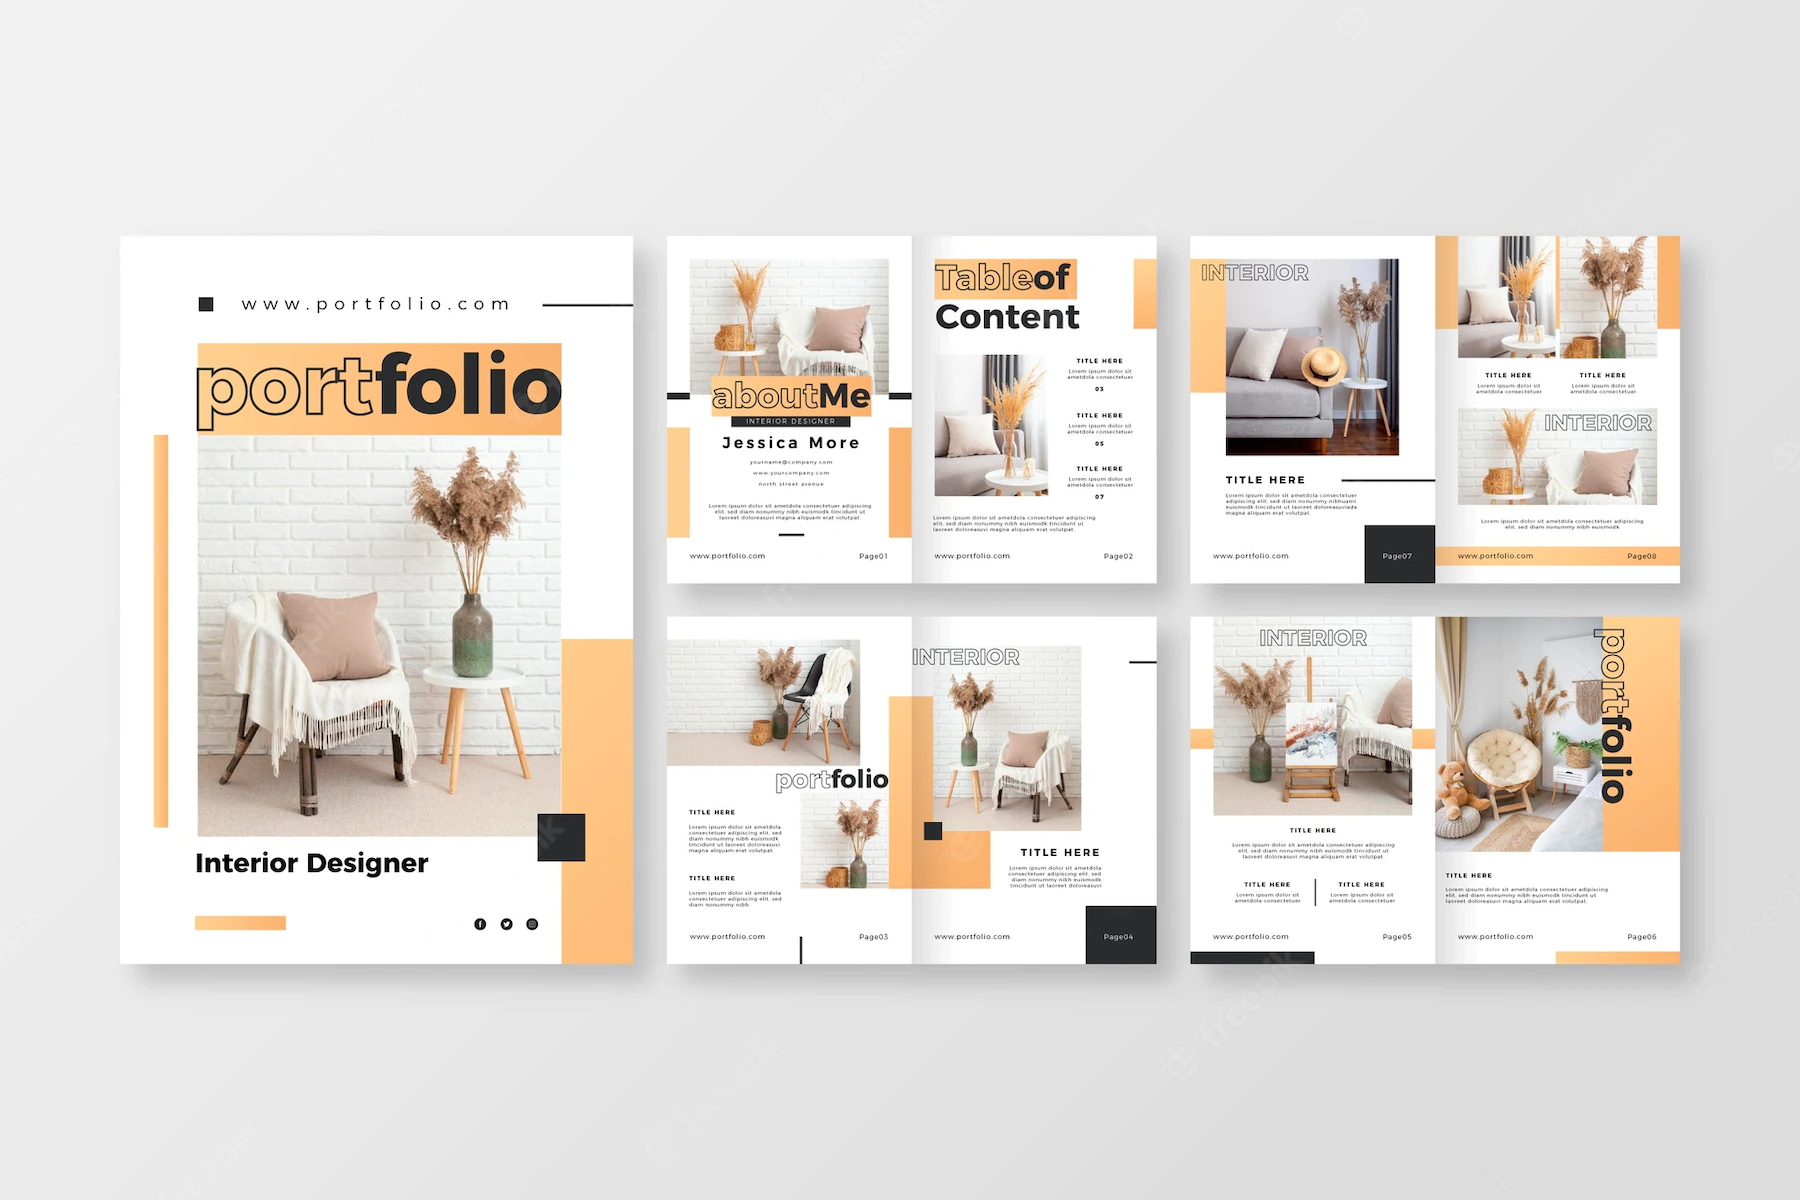 www.portfolio.com
portfolio
Interior Designer
aboutMe
INTERIOR DESIGNER
Jessica More
yourname@company.com
www.yourcompany.com
north street avenue
Lorem ipsum dolor sit ametdola consectetuer adipiscing
elit, sed diam nonummy nibh euismodk tincidunt ut
laoreet doloreasuvi magna aliquam erat volutpat.
www.portfolio.com
Page01
Tableof
Content
TITLE HERE
Lorem ipsum dolor sit
ametdola consectetuer
03
TITLE HERE
Lorem ipsum dolor sit
ametdola consectetuer
05
TITLE HERE
Lorem ipsum dolor sit
ametdola consectetuer
07
Lorem ipsum dolor sit ametdola consectetuer adipiscing
elit, sed diam nonummy nibh euismodk tincidunt ut
laoreet doloreasuvi magna aliquam erat volutpat.
www.portfolio.com
Page02
INTERIOR
TITLE HERE
Lorem ipsum dolor sit ametdola consectetuer
adipiscing elit, sed diam nonummy nibhuami
euismodk tincidunt ut laoreet doloreasuvlada
magna aliquam erat volutpat.
www.portfolio.com
Page07
TITLE HERE
Lorem ipsum dolor sit
ametdola consectetuer
TITLE HERE
Lorem ipsum dolor sit
ametdola consectetuer
INTERIOR
Lorem ipsum dolor sit ametdola consectetuer adipiscing
elit, sed diam nonummy nibh euismodk
www.portfolio.com
Page08
portfolio
TITLE HERE
Lorem ipsum dolor sit ametdola
consectetuer adipiscing elit, sed
diam nonummy nibh euismodk
tincidunt ut laoreet doloreasuvi
magna aliquam erat volutpat.
TITLE HERE
Lorem ipsum dolor sit ametdola
consectetuer adipiscing elit, sed
diam nonummy nibh
www.portfolio.com
Page03
INTERIOR
TITLE HERE
Lorem ipsum dolor sit ametdola
consectetuer adipiscing elit, sed
diam nonummy nibh euismodk
tincidunt ut laoreet doloreasuvi
www.portfolio.com
Page04
INTERIOR
TITLE HERE
Lorem ipsum dolor sit ametdola consectetuer adipiscing
elit, sed diam nonummy nibh euismodk tincidunt ut
laoreet doloreasuvi magna aliquam erat volutpat.
TITLE HERE
Lorem ipsum dolor sit
ametdola consectetuer
TITLE HERE
Lorem ipsum dolor sit
ametdola consectetuer
www.portfolio.com
Page05
portfolio
TITLE HERE
Lorem ipsum dolor sit ametdola consectetuer adipiscing
elit, sed diam nonummy nibh euismodk tincidunt ut
laoreet doloreasuvi magna aliquam erat volutpat.
www.portfolio.com
Page06